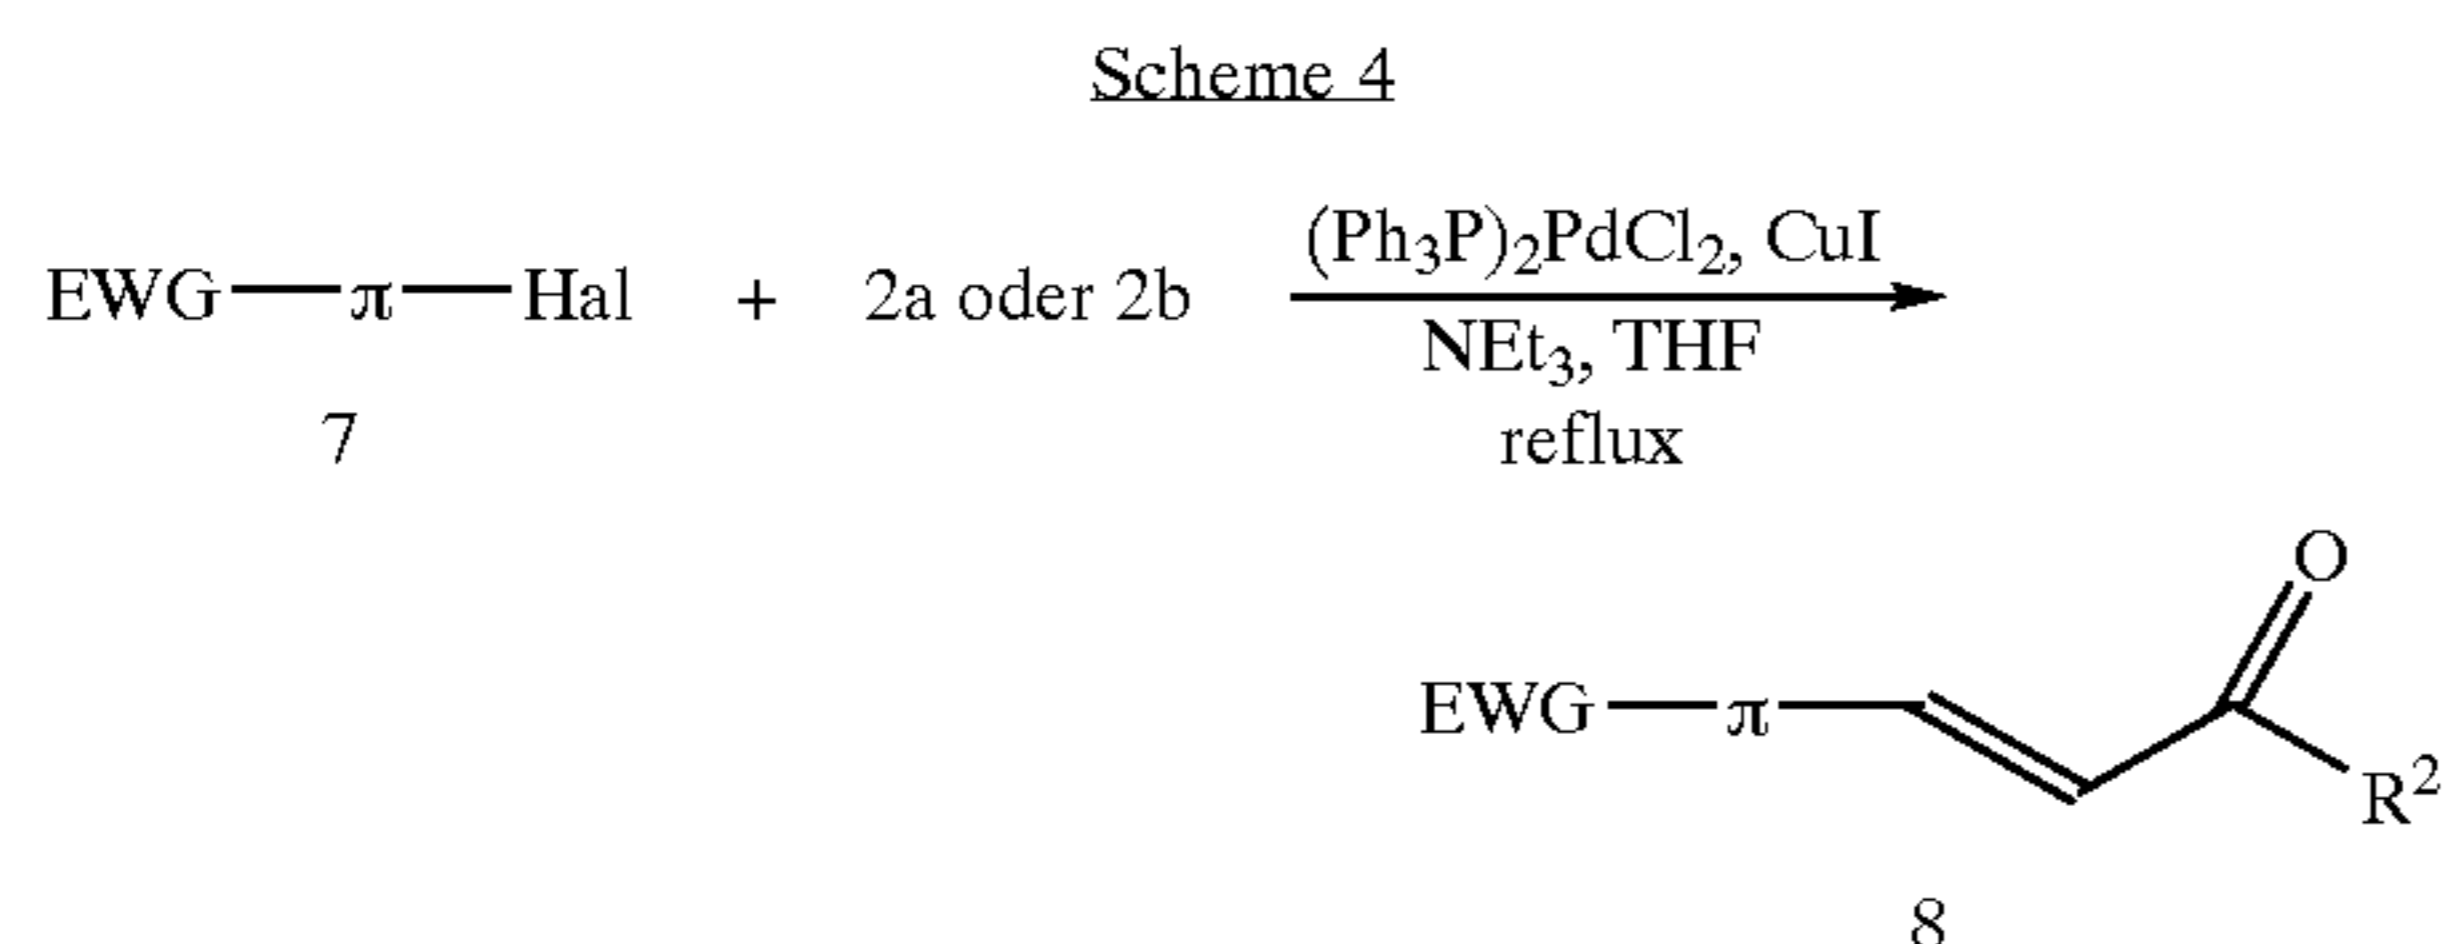 Scheme 4
(Ph₃P)₂PdCl₂, CuI
EWG—π—Hal + 2a oder 2b
NEt₃, THF
7
reflux
O
EWG—π
R²
8